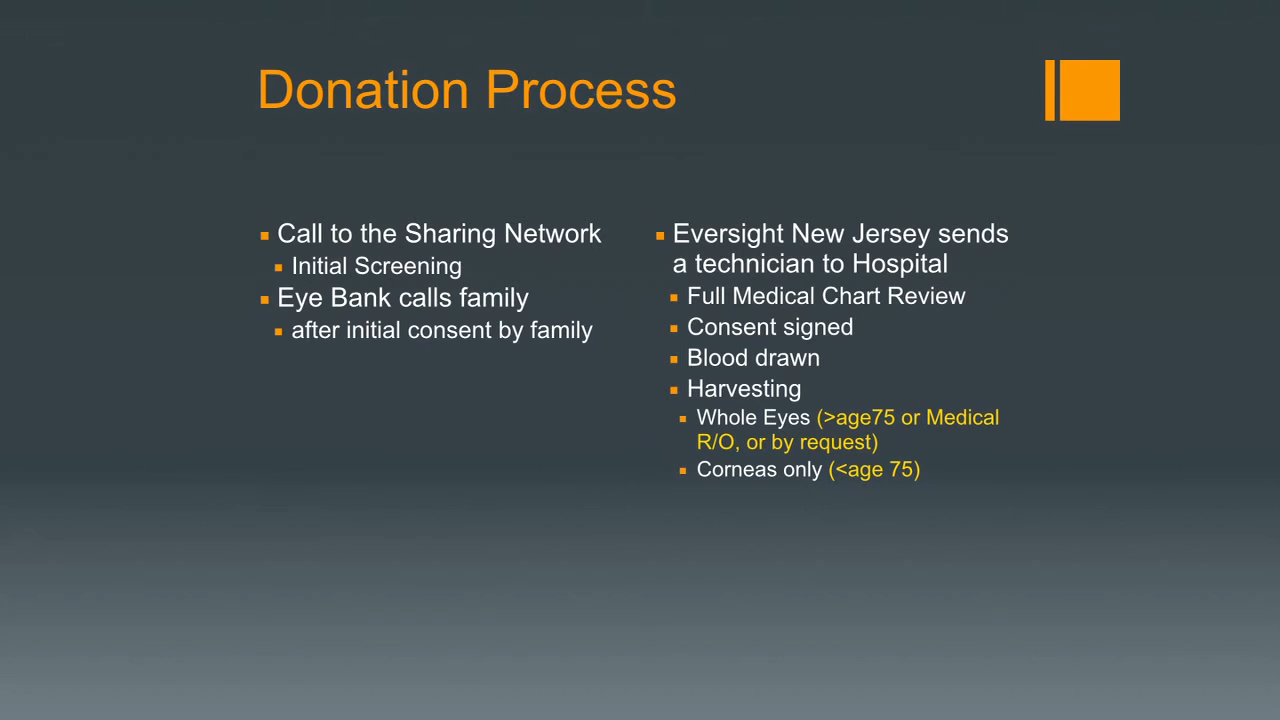 Donation Process
Call to the Sharing Network
Initial Screening
Eye Bank calls family
after initial consent by family
Eversight New Jersey sends
a technician to Hospital
Full Medical Chart Review
Consent signed
Blood drawn
Harvesting
Whole Eyes (>age75 or Medical
R/O, or by request)
Corneas only (<age 75)